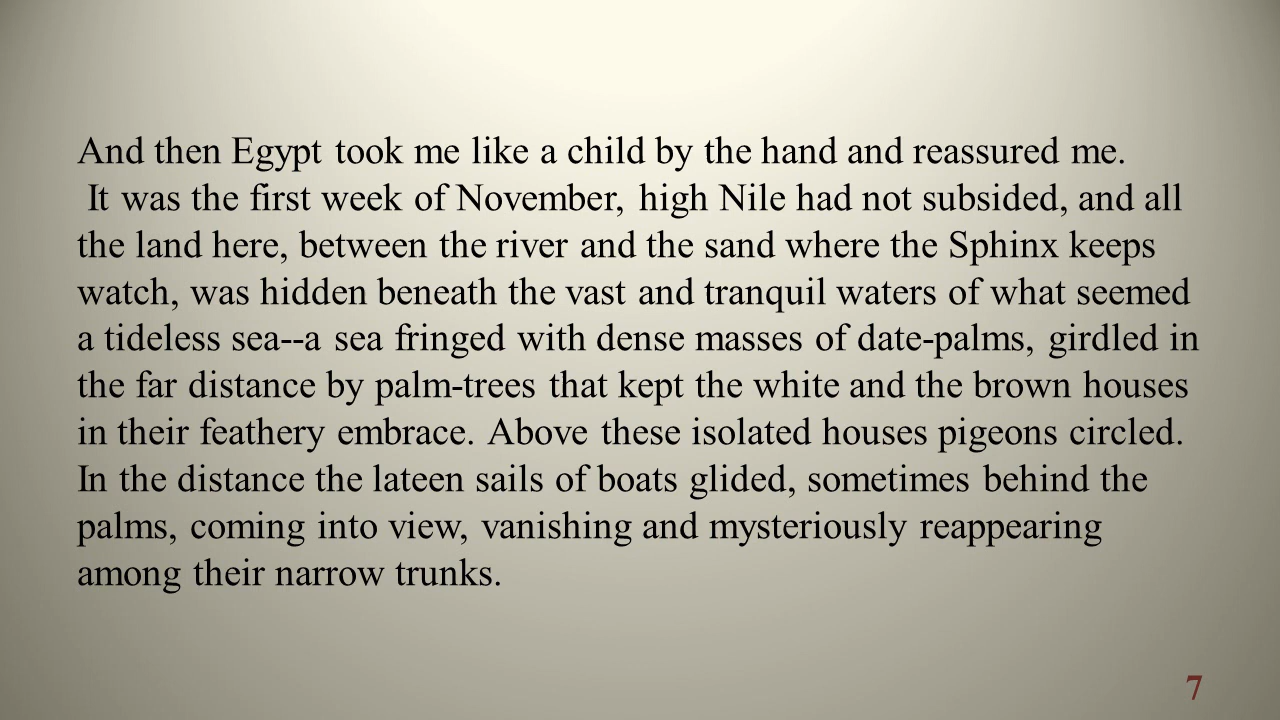 And then Egypt took me like a child by the hand and reassured me.
It was the first week of November, high Nile had not subsided, and all
the land here, between the river and the sand where the Sphinx keeps
watch, was hidden beneath the vast and tranquil waters of what seemed
a tideless sea--a sea fringed with dense masses of date-palms, girdled in
the far distance by palm-trees that kept the white and the brown houses
in their feathery embrace. Above these isolated houses pigeons circled.
In the distance the lateen sails of boats glided, sometimes behind the
palms, coming into view, vanishing and mysteriously reappearing
among their narrow trunks.
7